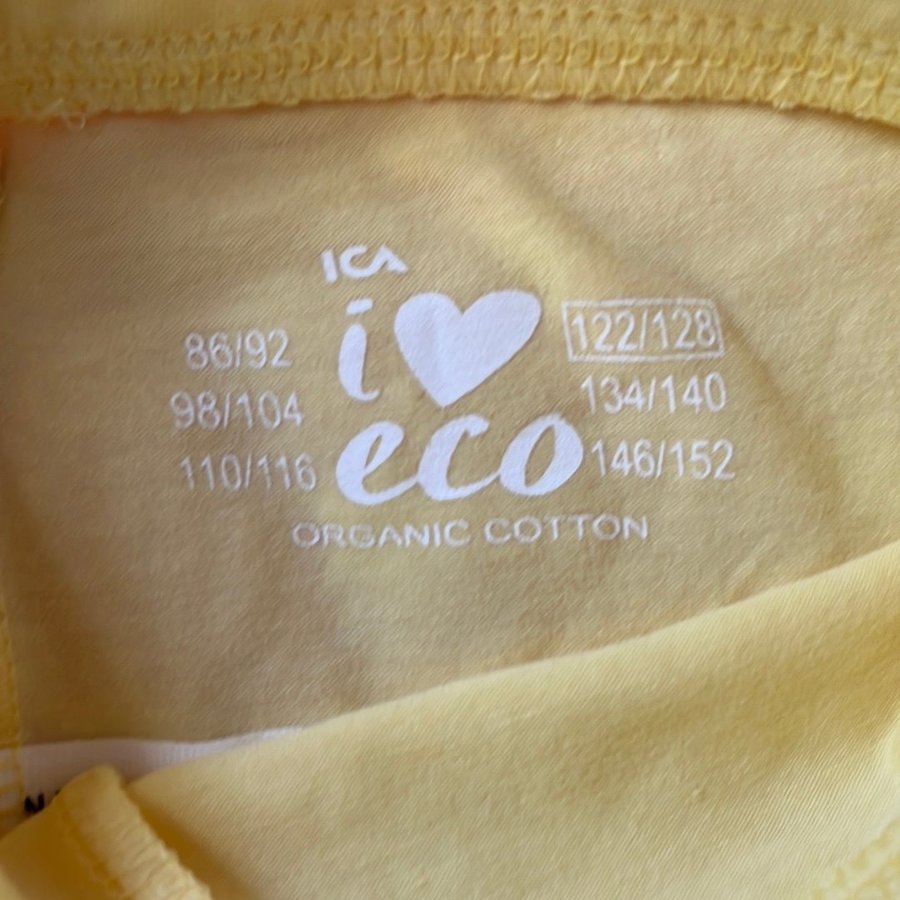 ICA
i ♥
eco
ORGANIC COTTON
86/92
98/104
110/116
122/128
134/140
146/152